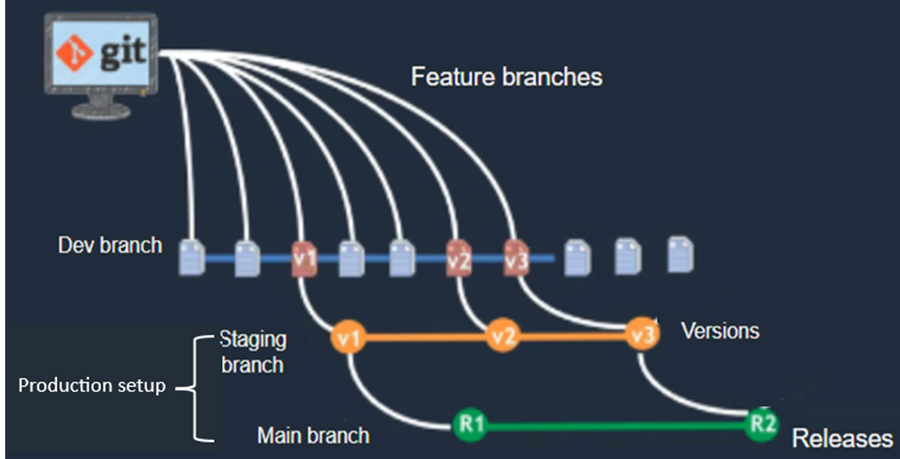 git
Feature branches
Dev branch
v1
v2
v3
Staging
branch
v1
v2
v3
Versions
Production setup
Main branch
R1
R2
Releases